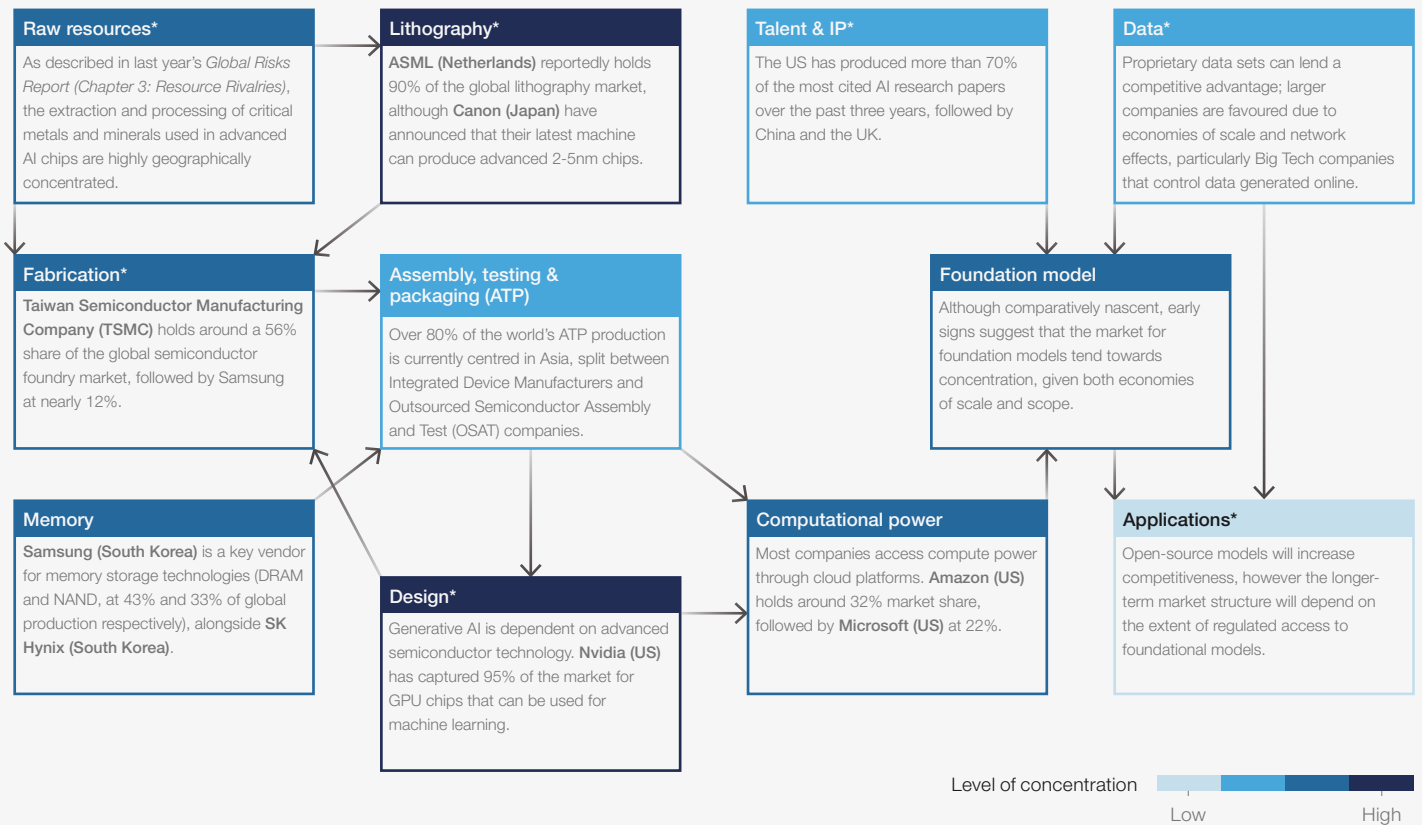 Raw resources*
As described in last year’s Global Risks
Report (Chapter 3: Resource Rivalries),
the extraction and processing of critical
metals and minerals used in advanced
AI chips are highly geographically
concentrated.
Lithography*
ASML (Netherlands) reportedly holds
90% of the global lithography market,
although Canon (Japan) have
announced that their latest machine
can produce advanced 2-5nm chips.
Talent & IP*
The US has produced more than 70%
of the most cited AI research papers
over the past three years, followed by
China and the UK.
Data*
Proprietary data sets can lend a
competitive advantage; larger
companies are favoured due to
economies of scale and network
effects, particularly Big Tech companies
that control data generated online.
Fabrication*
Taiwan Semiconductor Manufacturing
Company (TSMC) holds around a 56%
share of the global semiconductor
foundry market, followed by Samsung
at nearly 12%.
Assembly, testing &
packaging (ATP)
Over 80% of the world’s ATP production
is currently centred in Asia, split between
Integrated Device Manufacturers and
Outsourced Semiconductor Assembly
and Test (OSAT) companies.
Foundation model
Although comparatively nascent, early
signs suggest that the market for
foundation models tend towards
concentration, given both economies
of scale and scope.
Memory
Samsung (South Korea) is a key vendor
for memory storage technologies (DRAM
and NAND, at 43% and 33% of global
production respectively), alongside SK
Hynix (South Korea).
Design*
Generative AI is dependent on advanced
semiconductor technology. Nvidia (US)
has captured 95% of the market for
GPU chips that can be used for
machine learning.
Computational power
Most companies access compute power
through cloud platforms. Amazon (US)
holds around 32% market share,
followed by Microsoft (US) at 22%.
Applications*
Open-source models will increase
competitiveness, however the longer-
term market structure will depend on
the extent of regulated access to
foundational models.
Level of concentration
Low
High